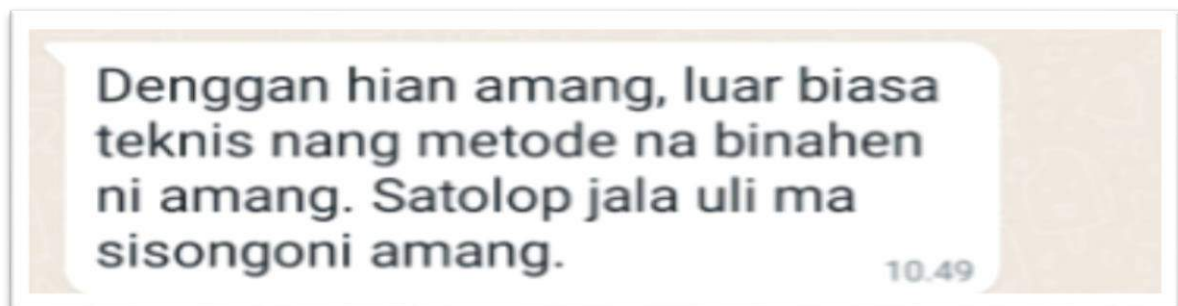 Denggan hian amang, luar biasa
teknis nang metode na binahen
ni amang. Satolop jala uli ma
sisongoni amang.
10.49